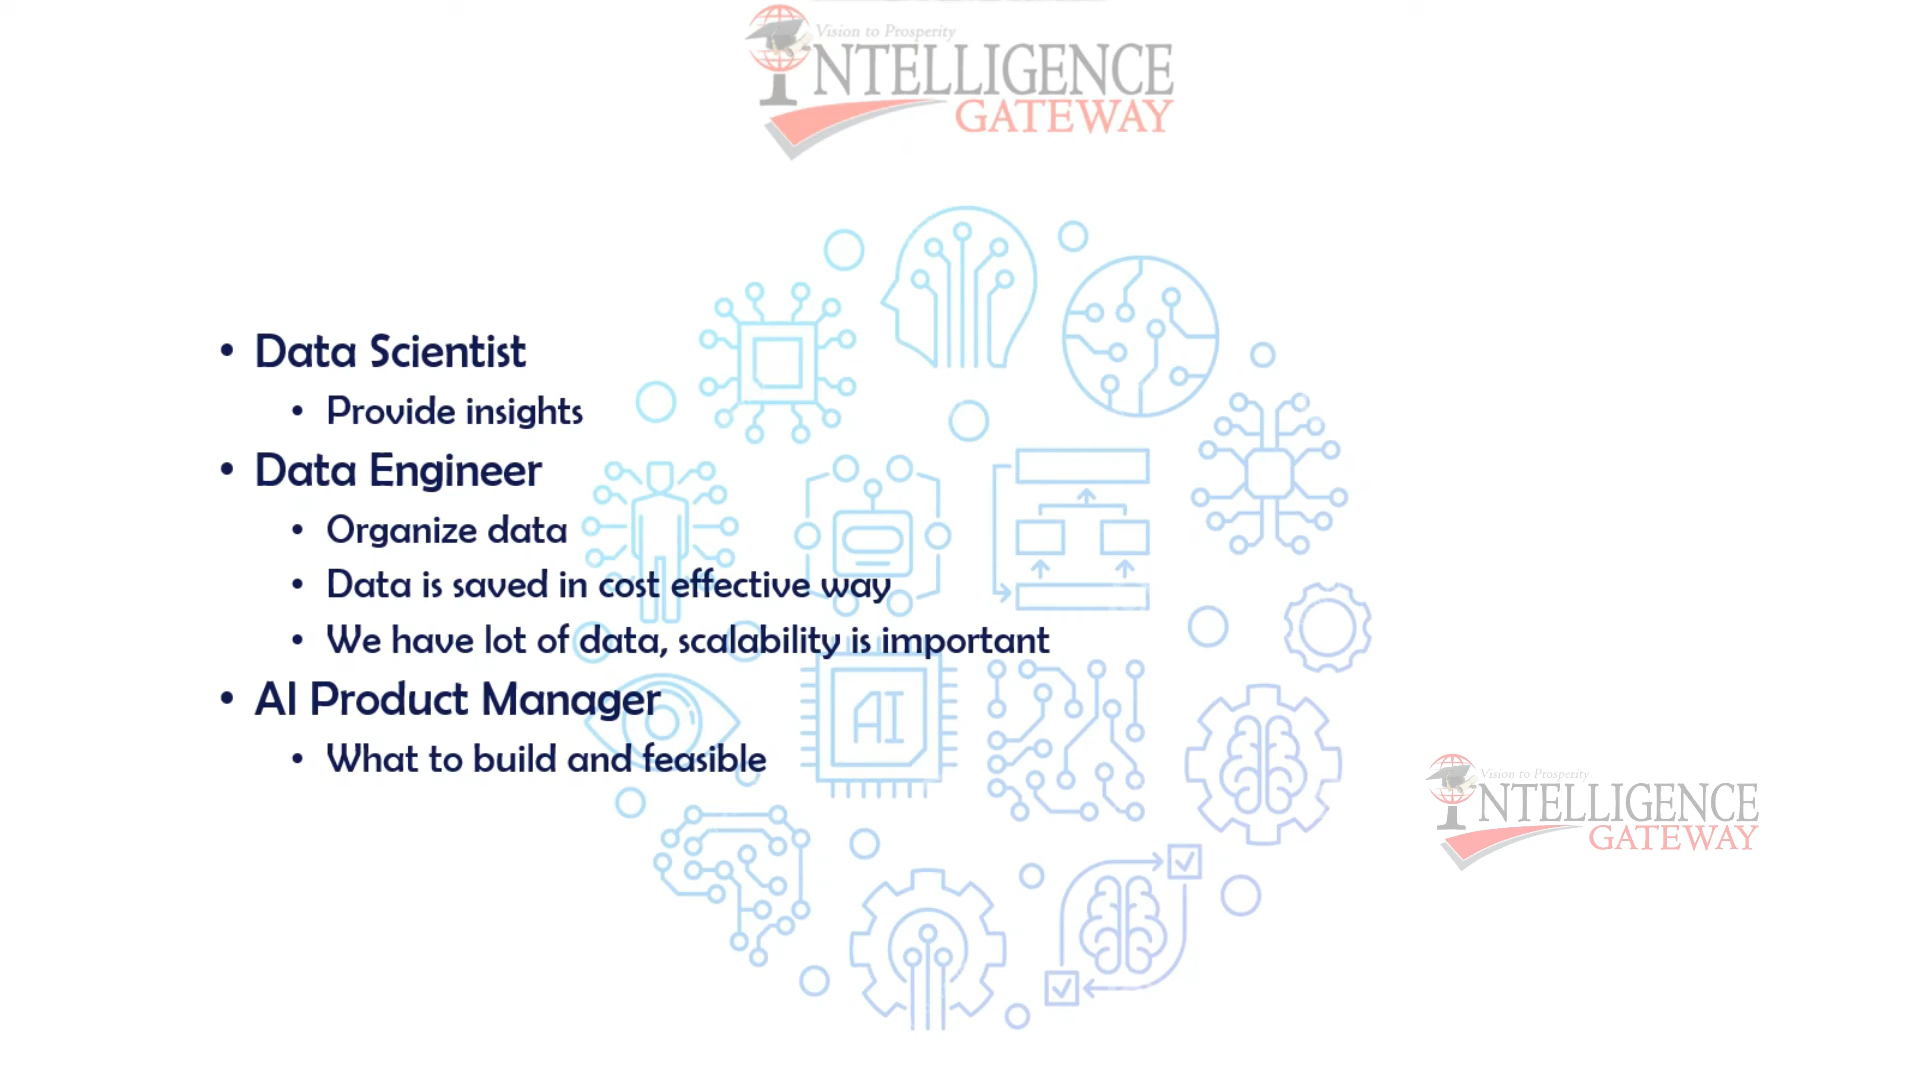 Vision to Prosperity
INTELLIGENCE
GATEWAY
• Data Scientist
• Provide insights
• Data Engineer
• Organize data
• Data is saved in cost effective way
• We have lot of data, scalability is important
• AI Product Manager
• What to build and feasible
AI
Vision to Prosperity
INTELLIGENCE
GATEWAY